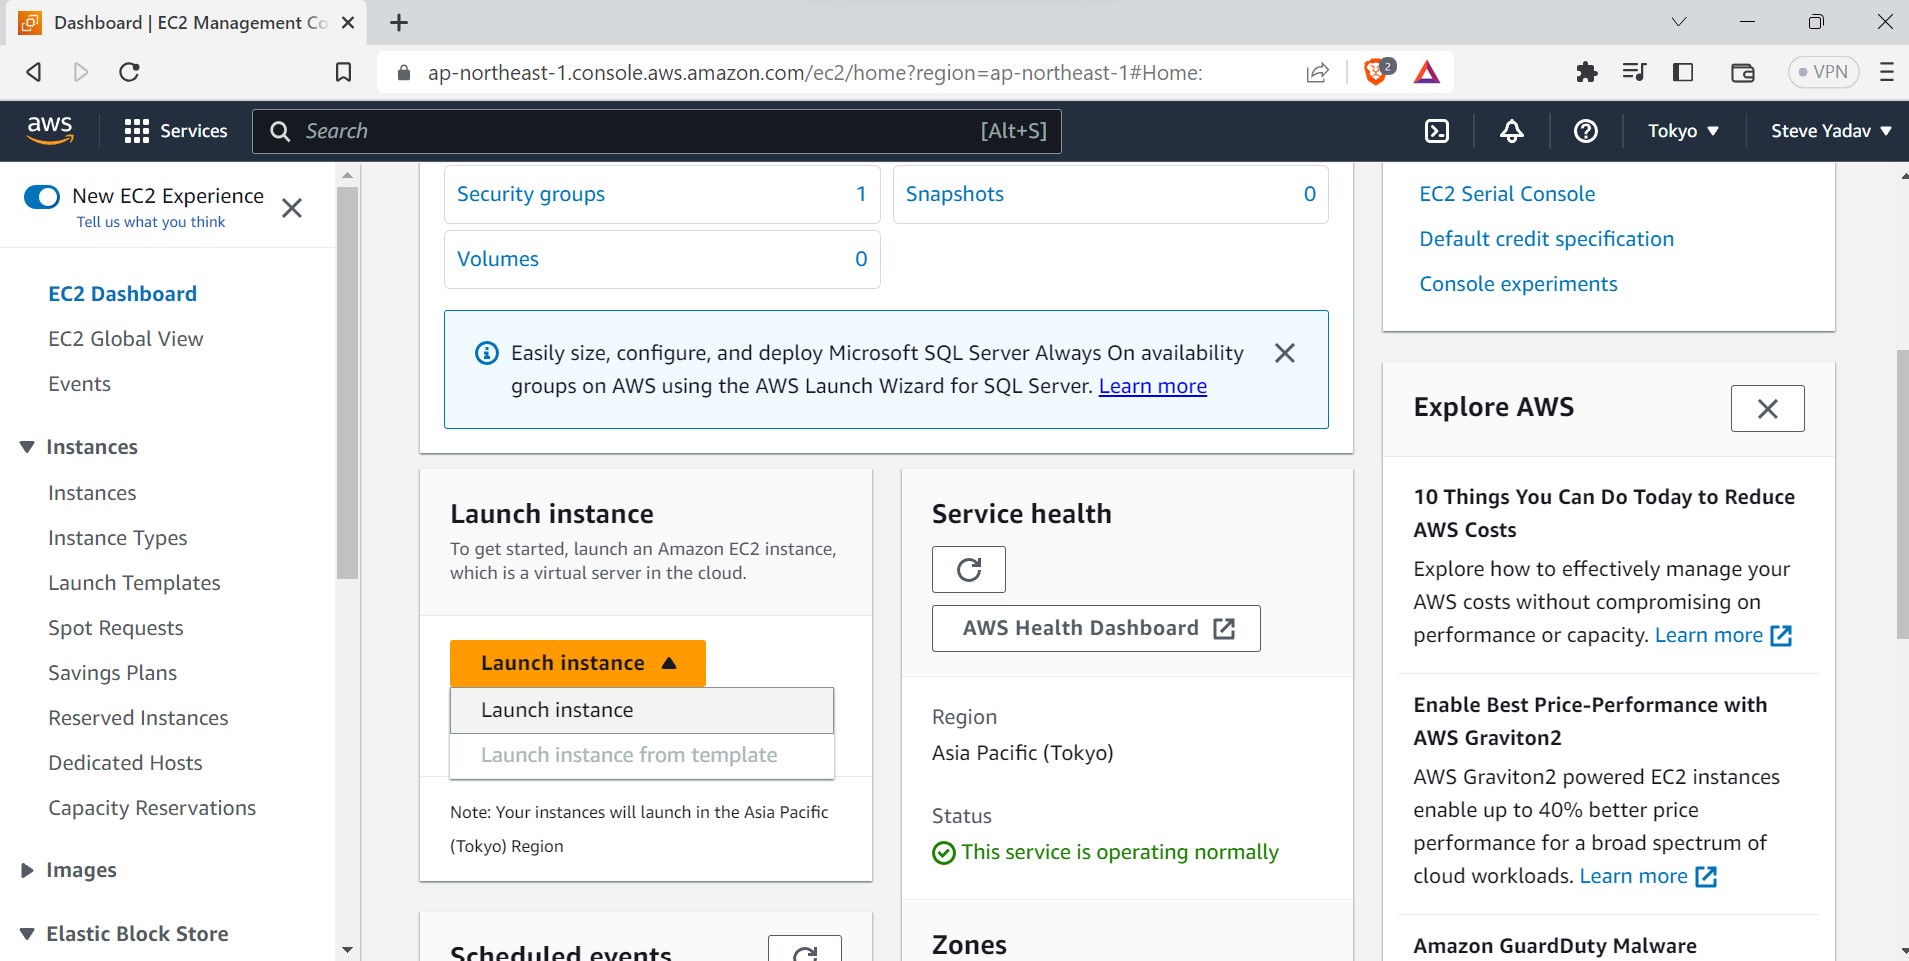 Dashboard | EC2 Management Co
ap-northeast-1.console.aws.amazon.com/ec2/home?region=ap-northeast-1#Home:
2
VPN
aws
Services
Search
[Alt+S]
Tokyo
Steve Yadav
New EC2 Experience
Tell us what you think
EC2 Dashboard
EC2 Global View
Events
Instances
Instances
Instance Types
Launch Templates
Spot Requests
Savings Plans
Reserved Instances
Dedicated Hosts
Capacity Reservations
Images
Elastic Block Store
Security groups 1
Snapshots 0
Volumes 0
Easily size, configure, and deploy Microsoft SQL Server Always On availability
groups on AWS using the AWS Launch Wizard for SQL Server. Learn more
Launch instance
To get started, launch an Amazon EC2 instance,
which is a virtual server in the cloud.
Launch instance
Launch instance
Launch instance from template
Note: Your instances will launch in the Asia Pacific
(Tokyo) Region
Scheduled events
Service health
AWS Health Dashboard
Region
Asia Pacific (Tokyo)
Status
This service is operating normally
Zones
EC2 Serial Console
Default credit specification
Console experiments
Explore AWS
10 Things You Can Do Today to Reduce
AWS Costs
Explore how to effectively manage your
AWS costs without compromising on
performance or capacity. Learn more
Enable Best Price-Performance with
AWS Graviton2
AWS Graviton2 powered EC2 instances
enable up to 40% better price
performance for a broad spectrum of
cloud workloads. Learn more
Amazon GuardDuty Malware